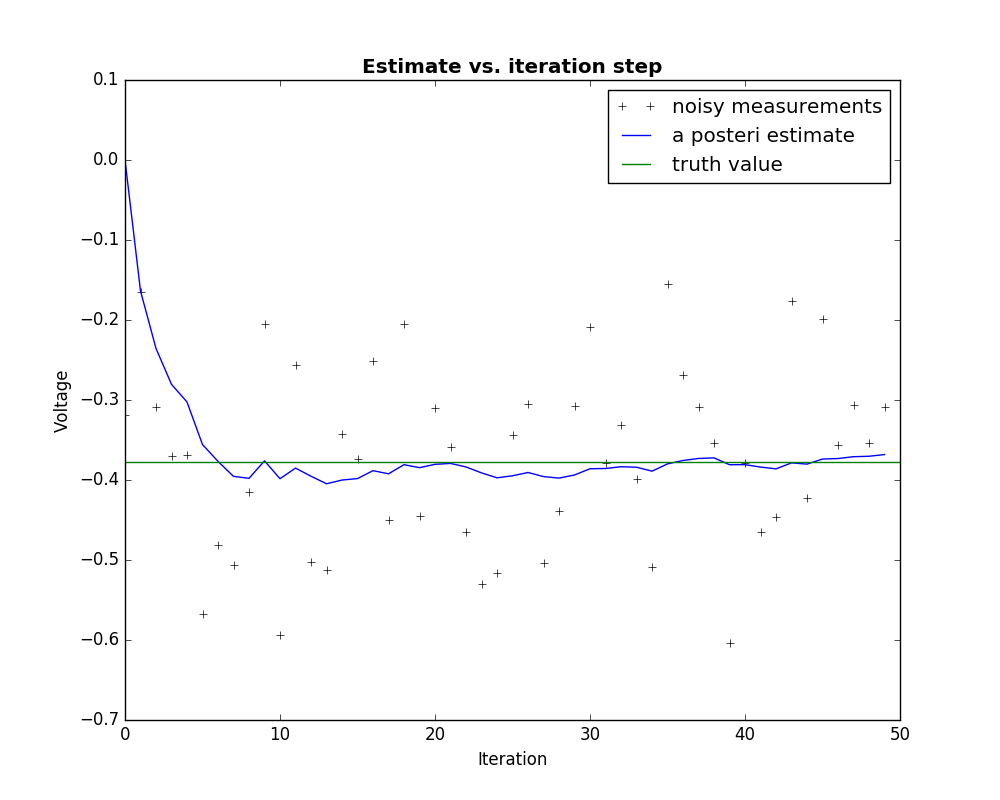 Estimate vs. iteration step
0.1
0.0
−0.1
−0.2
−0.3
−0.4
−0.5
−0.6
−0.7
Voltage
noisy measurements
a posteri estimate
truth value
0 10 20 30 40 50
Iteration